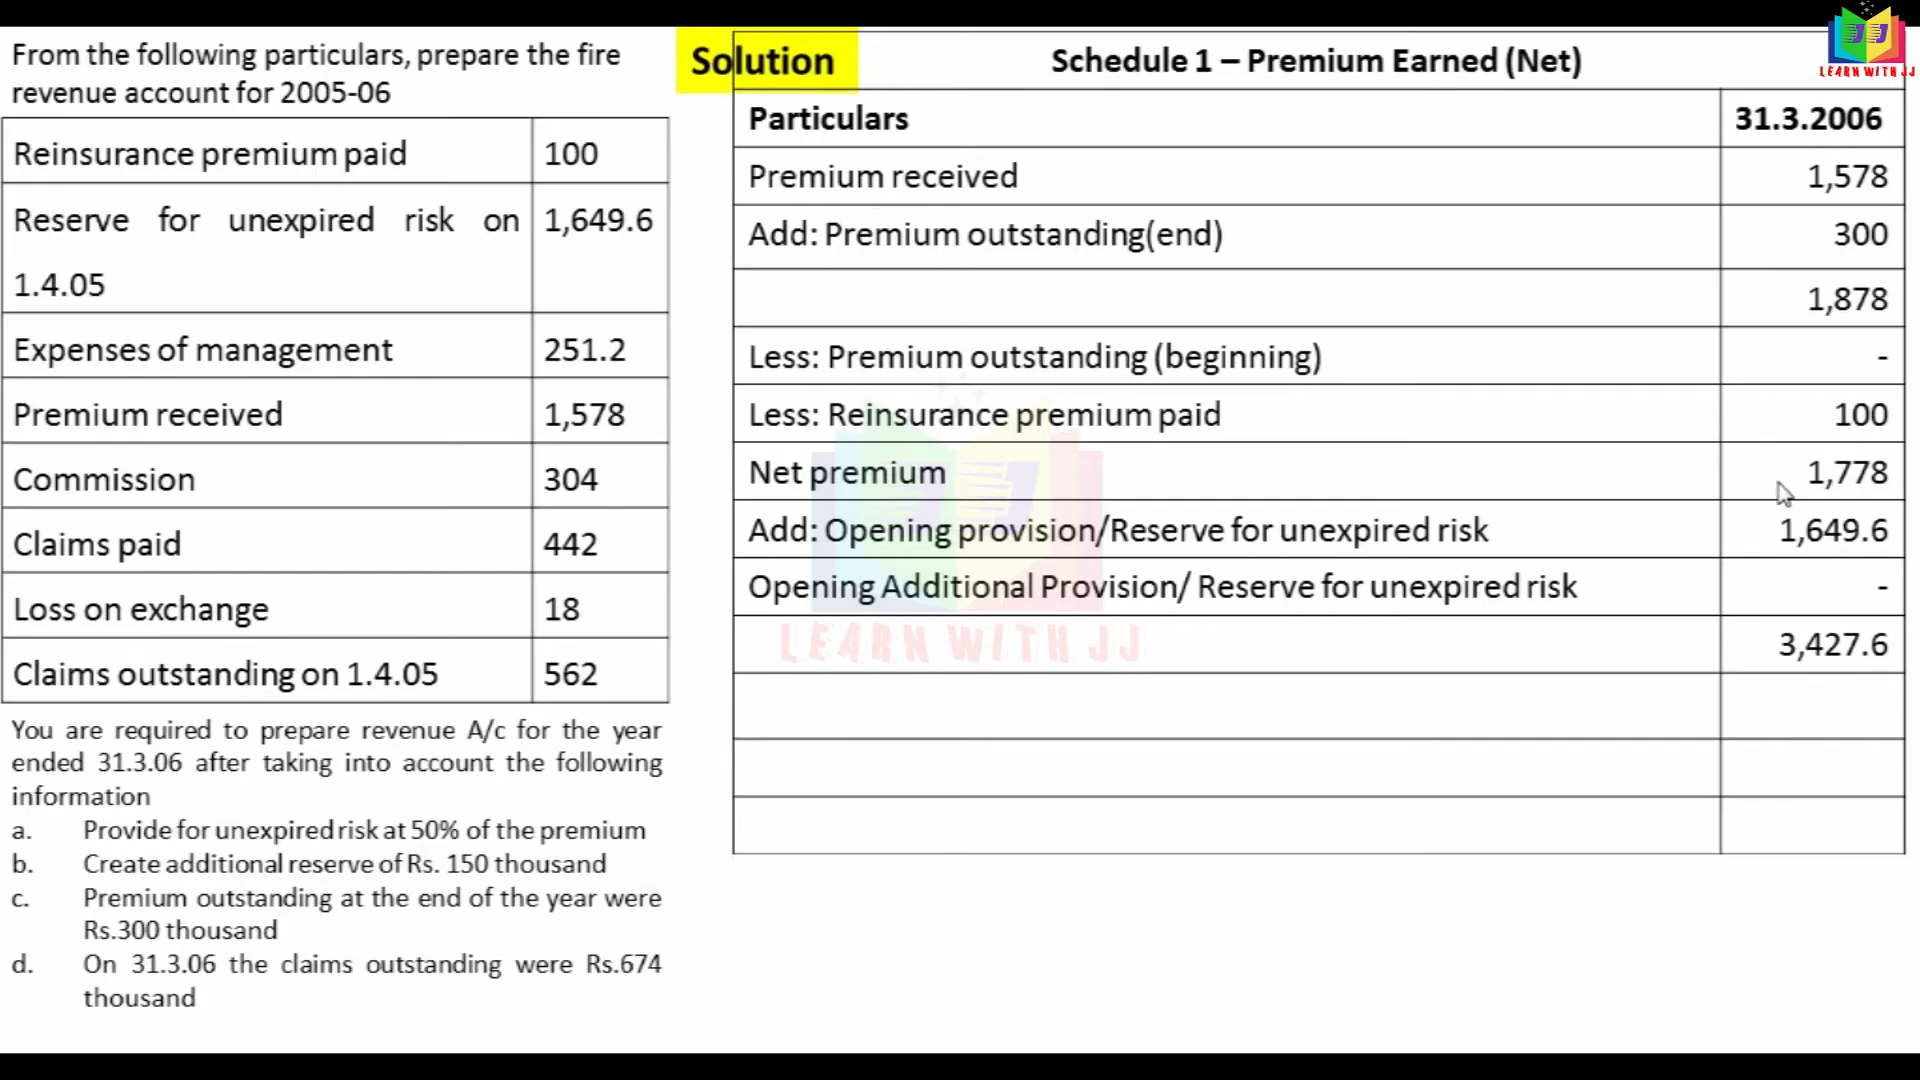 From the following particulars, prepare the fire
revenue account for 2005-06
Reinsurance premium paid 100
Reserve for unexpired risk on 1,649.6
1.4.05
Expenses of management 251.2
Premium received 1,578
Commission 304
Claims paid 442
Loss on exchange 18
Claims outstanding on 1.4.05 562
You are required to prepare revenue A/c for the year
ended 31.3.06 after taking into account the following
information
a. Provide for unexpired risk at 50% of the premium
b. Create additional reserve of Rs. 150 thousand
c. Premium outstanding at the end of the year were
Rs.300 thousand
d. On 31.3.06 the claims outstanding were Rs.674
thousand
Solution
Schedule 1 – Premium Earned (Net)
Particulars 31.3.2006
Premium received 1,578
Add: Premium outstanding(end) 300
1,878
Less: Premium outstanding (beginning) -
Less: Reinsurance premium paid 100
Net premium 1,778
Add: Opening provision/Reserve for unexpired risk 1,649.6
Opening Additional Provision/ Reserve for unexpired risk -
3,427.6
LEARN WITH JJ
JJ
LEARN WITH JJ